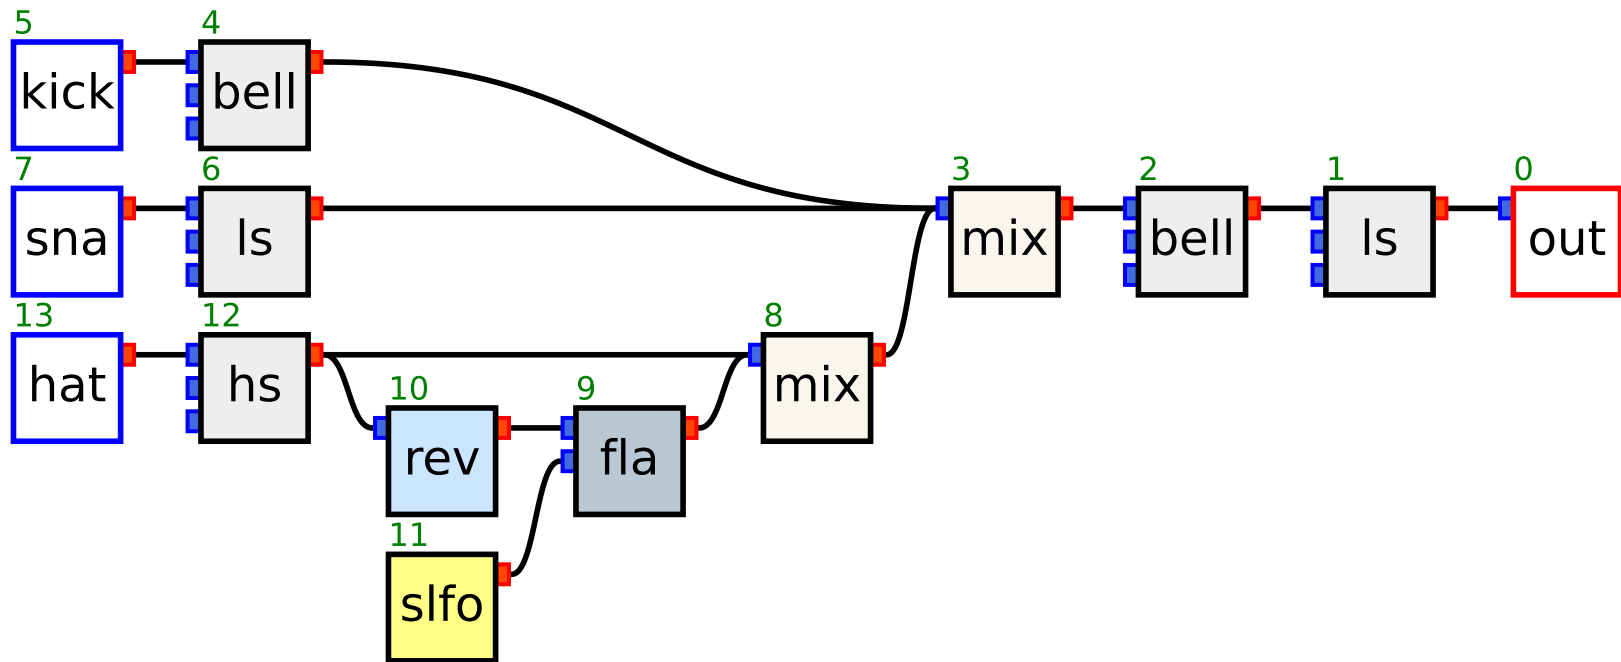 5 4
kick bell
7 6 3 2 1 0
sna ls mix bell ls out
13 12 8
hat hs mix
10 9
rev fla
11
slfo